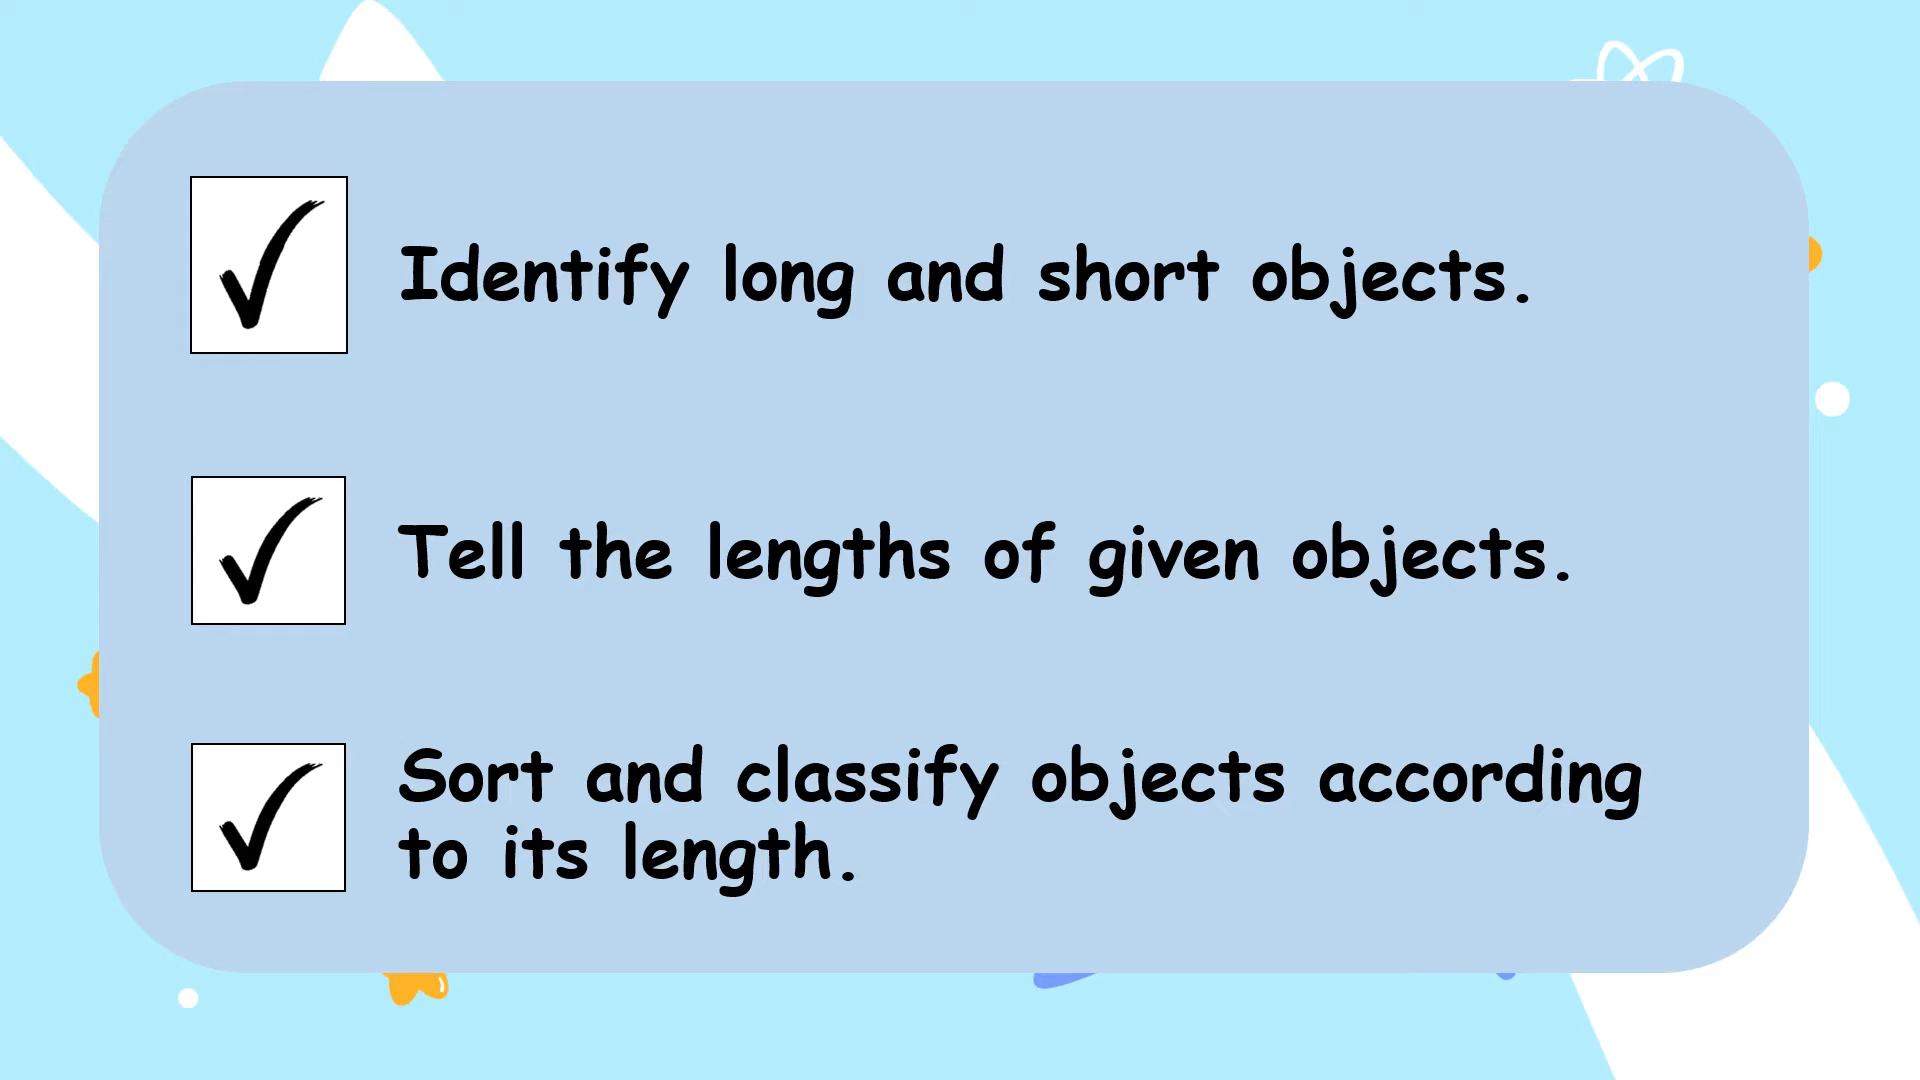 Identify long and short objects.
Tell the lengths of given objects.
Sort and classify objects according
to its length.